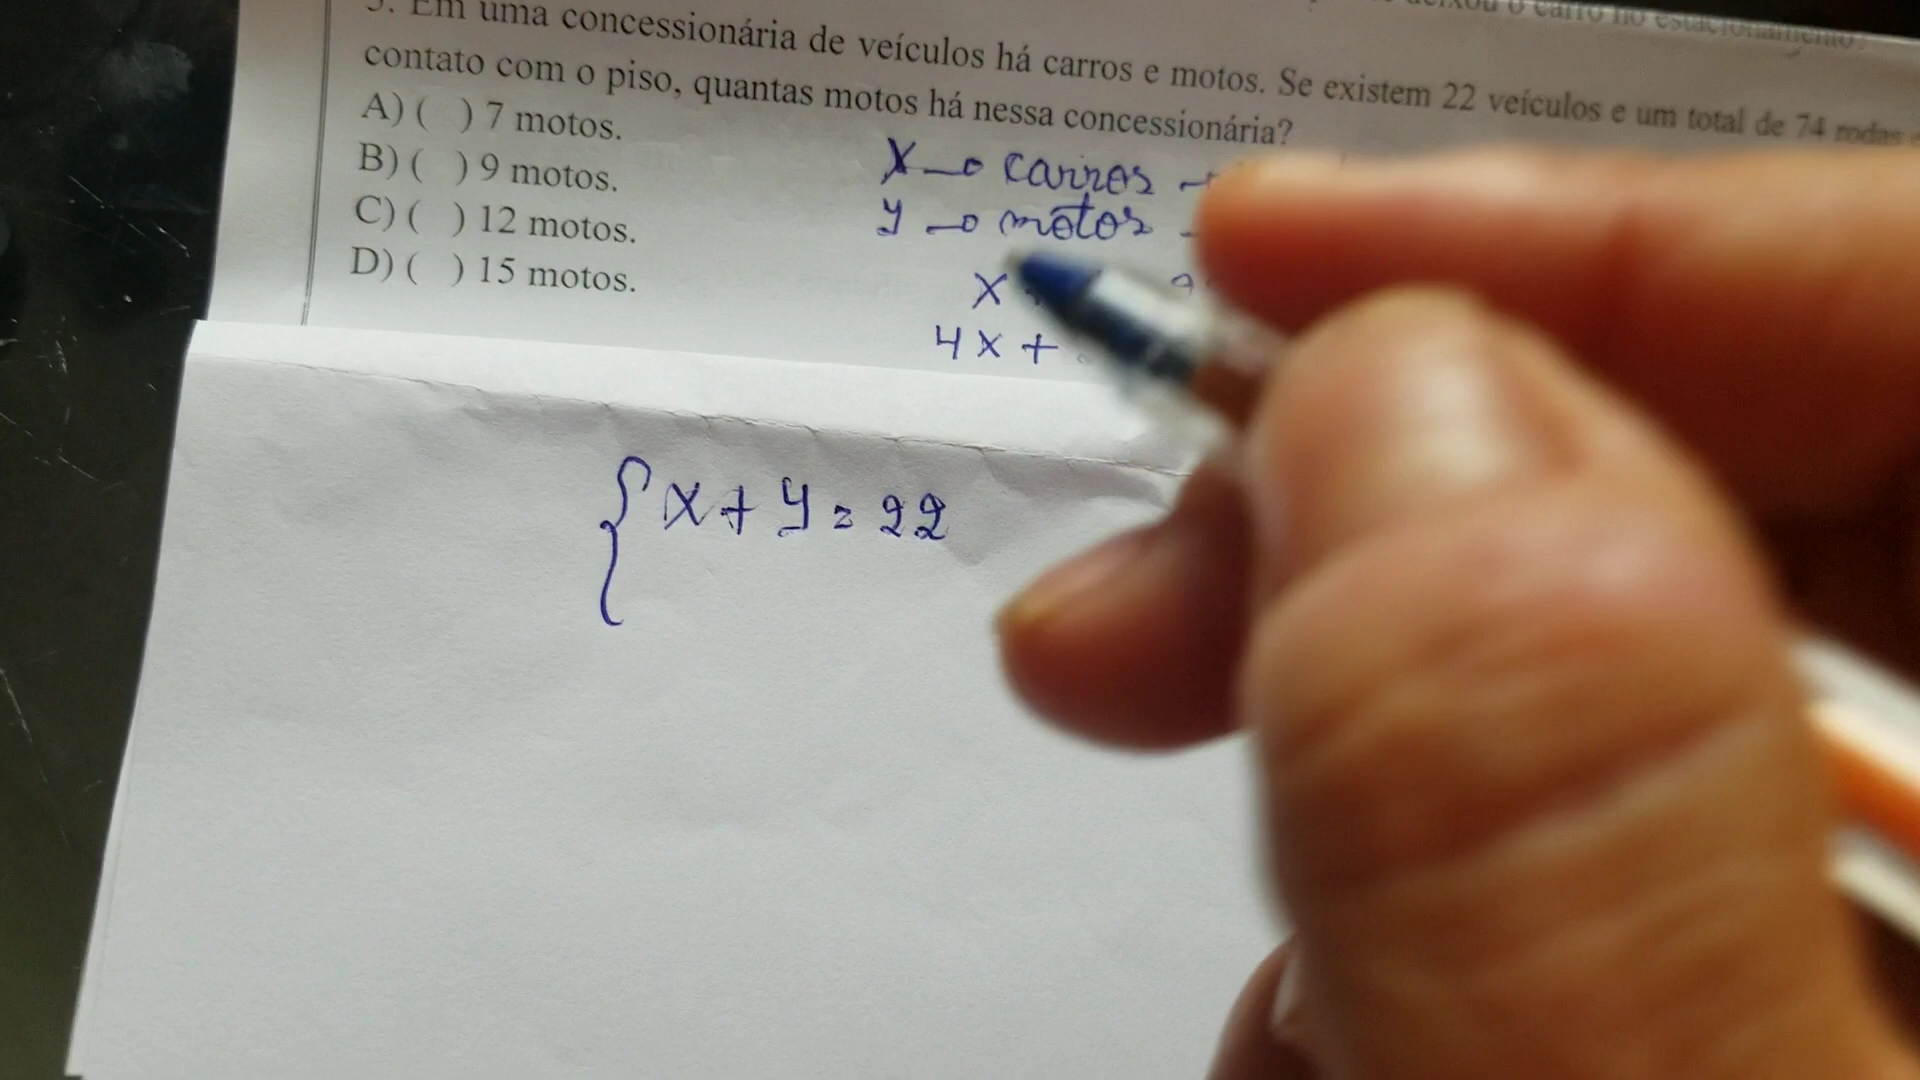 deixou o carro no estacionamento?
Em uma concessionária de veículos há carros e motos. Se existem 22 veículos e um total de 74 rodas
contato com o piso, quantas motos há nessa concessionária?
A) ( ) 7 motos.
B) ( ) 9 motos.
C) ( ) 12 motos.
D) ( ) 15 motos.
X → carros
y → motos
X
4X +
{ X + y = 22